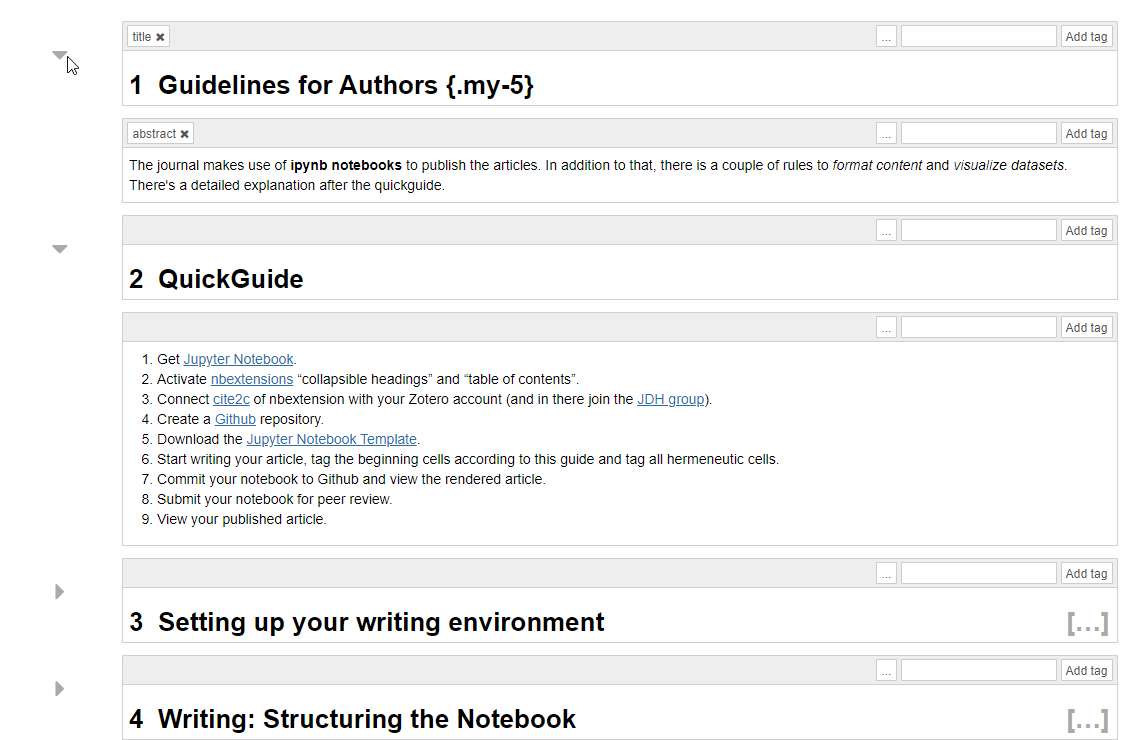 title ✖ ... Add tag
1 Guidelines for Authors {.my-5}
abstract ✖ ... Add tag
The journal makes use of ipynb notebooks to publish the articles. In addition to that, there is a couple of rules to format content and visualize datasets.
There's a detailed explanation after the quickguide.
... Add tag
2 QuickGuide
... Add tag
1. Get Jupyter Notebook.
2. Activate nbextensions “collapsible headings” and “table of contents”.
3. Connect cite2c of nbextension with your Zotero account (and in there join the JDH group).
4. Create a Github repository.
5. Download the Jupyter Notebook Template.
6. Start writing your article, tag the beginning cells according to this guide and tag all hermeneutic cells.
7. Commit your notebook to Github and view the rendered article.
8. Submit your notebook for peer review.
9. View your published article.
... Add tag
3 Setting up your writing environment [...]
... Add tag
4 Writing: Structuring the Notebook [...]